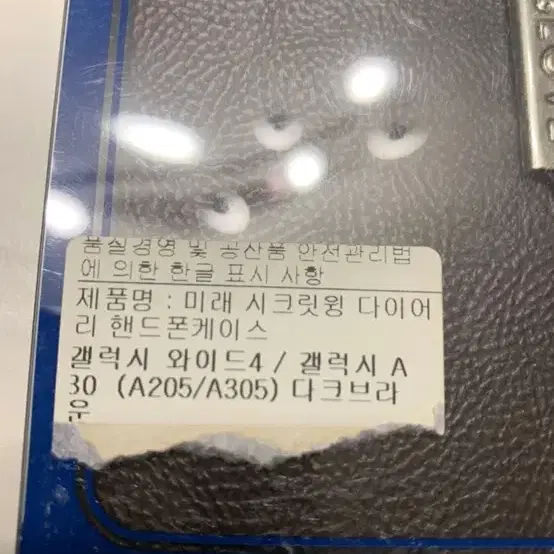 품질경영 및 공산품 안전관리법
에 의한 한글 표시 사항
제품명 : 미래 시크릿윙 다이어
리 핸드폰케이스
갤럭시 와이드4 / 갤럭시 A
30 (A205/A305) 다크브라
운